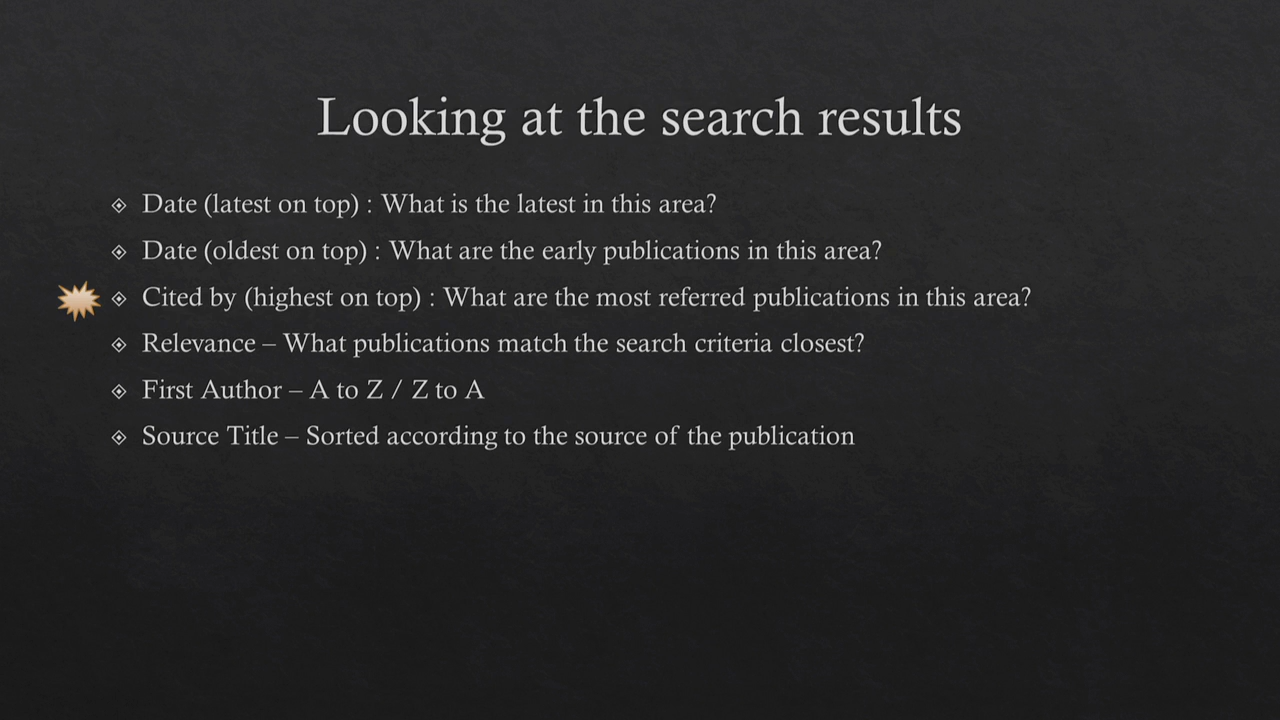 Looking at the search results
Date (latest on top) : What is the latest in this area?
Date (oldest on top) : What are the early publications in this area?
Cited by (highest on top) : What are the most referred publications in this area?
Relevance – What publications match the search criteria closest?
First Author – A to Z / Z to A
Source Title – Sorted according to the source of the publication